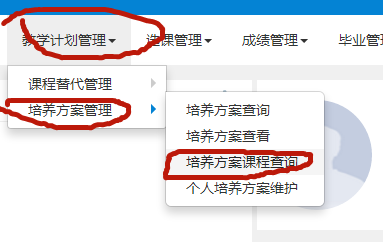 教学计划管理 选课管理 成绩管理 毕业管
课程替代管理
培养方案管理
培养方案查询
培养方案查看
培养方案课程查询
个人培养方案维护